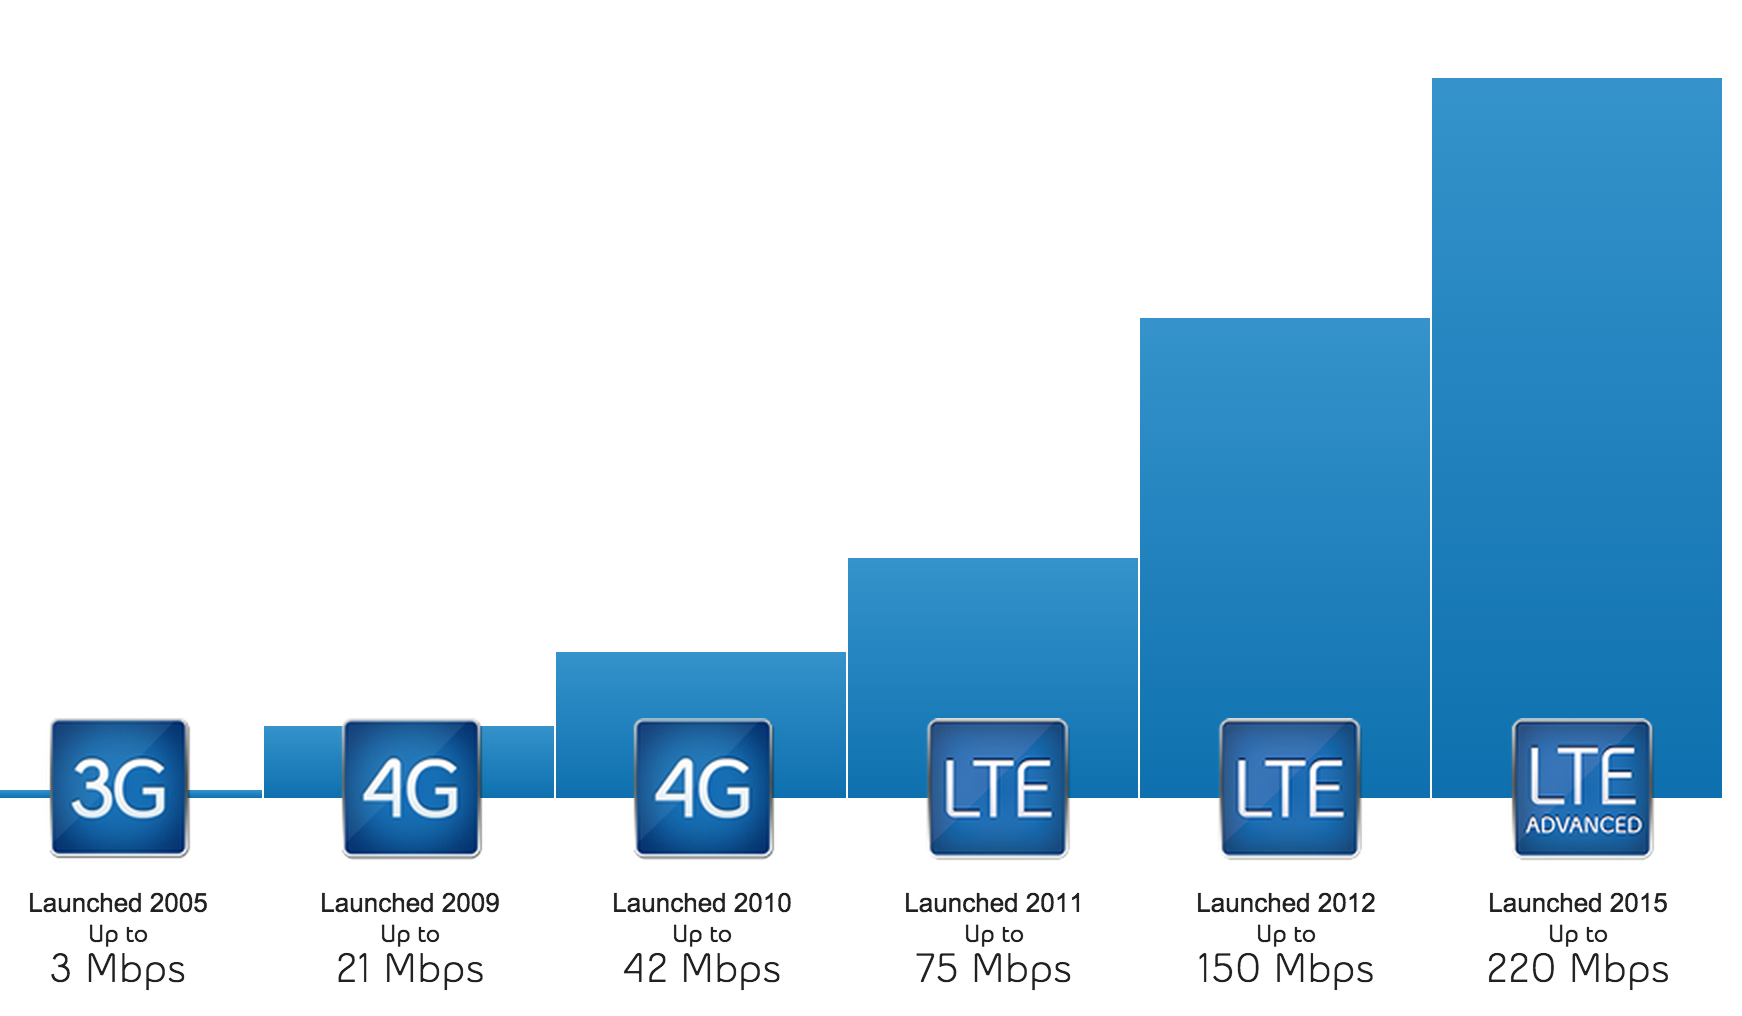 3G
4G
4G
LTE
LTE
LTE
ADVANCED
Launched 2005
Up to
3 Mbps
Launched 2009
Up to
21 Mbps
Launched 2010
Up to
42 Mbps
Launched 2011
Up to
75 Mbps
Launched 2012
Up to
150 Mbps
Launched 2015
Up to
220 Mbps